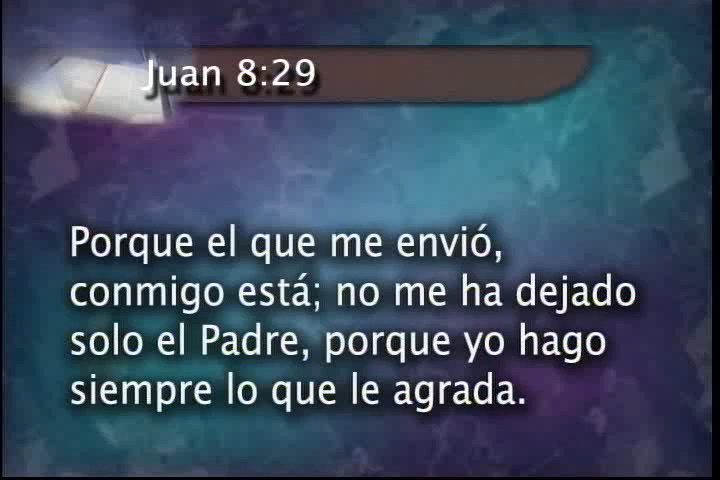 Juan 8:29
Porque el que me envió,
conmigo está; no me ha dejado
solo el Padre, porque yo hago
siempre lo que le agrada.